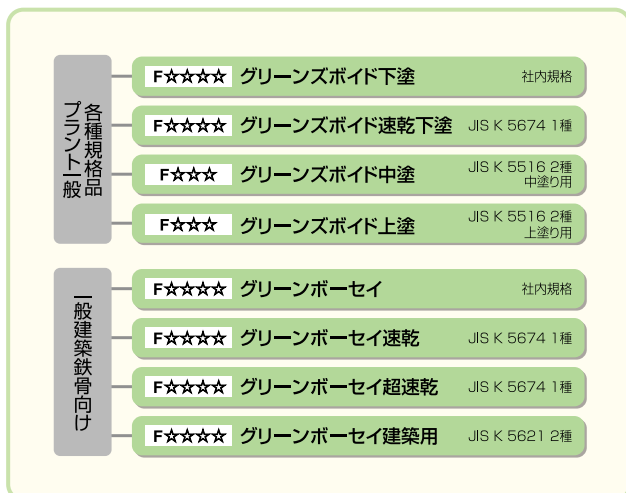 各種規格品
プラント一般
F☆☆☆☆ グリーンズボイド下塗 社内規格
F☆☆☆☆ グリーンズボイド速乾下塗 JIS K 5674 1種
F☆☆☆ グリーンズボイド中塗 JIS K 5516 2種
中塗り用
F☆☆☆ グリーンズボイド上塗 JIS K 5516 2種
上塗り用
一般建築鉄骨向け
F☆☆☆☆ グリーンボーセイ 社内規格
F☆☆☆☆ グリーンボーセイ速乾 JIS K 5674 1種
F☆☆☆☆ グリーンボーセイ超速乾 JIS K 5674 1種
F☆☆☆☆ グリーンボーセイ建築用 JIS K 5621 2種